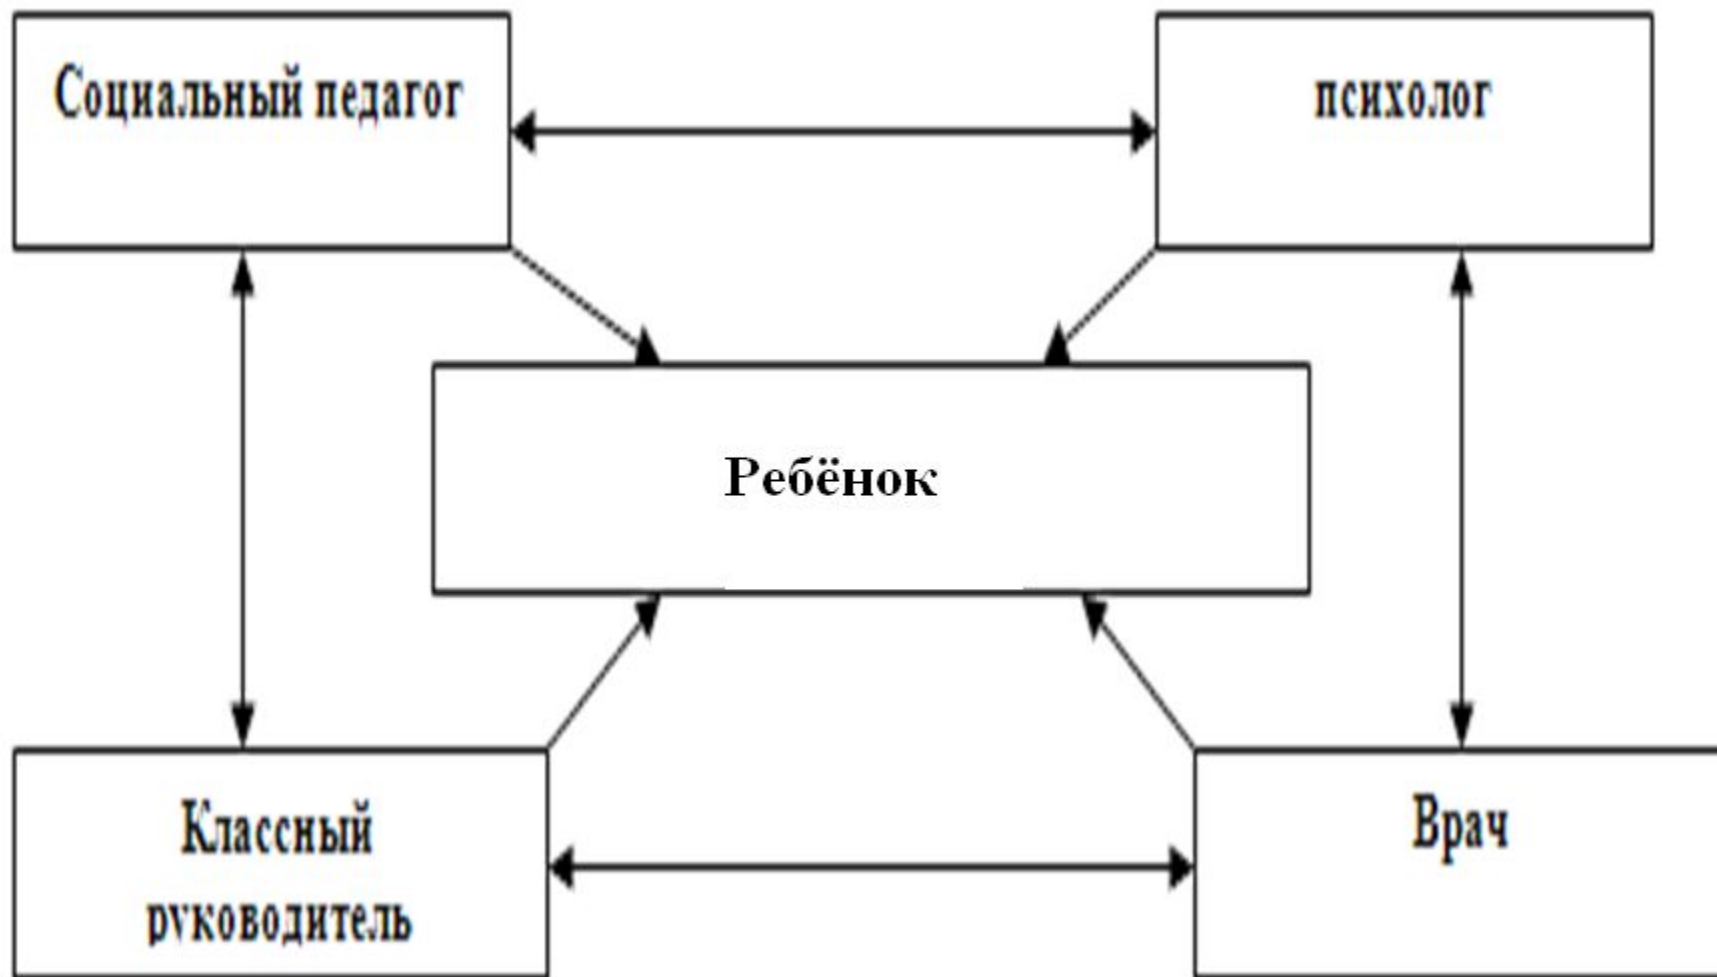 Социальный педагог
психолог
Ребёнок
Классный
руководитель
Врач